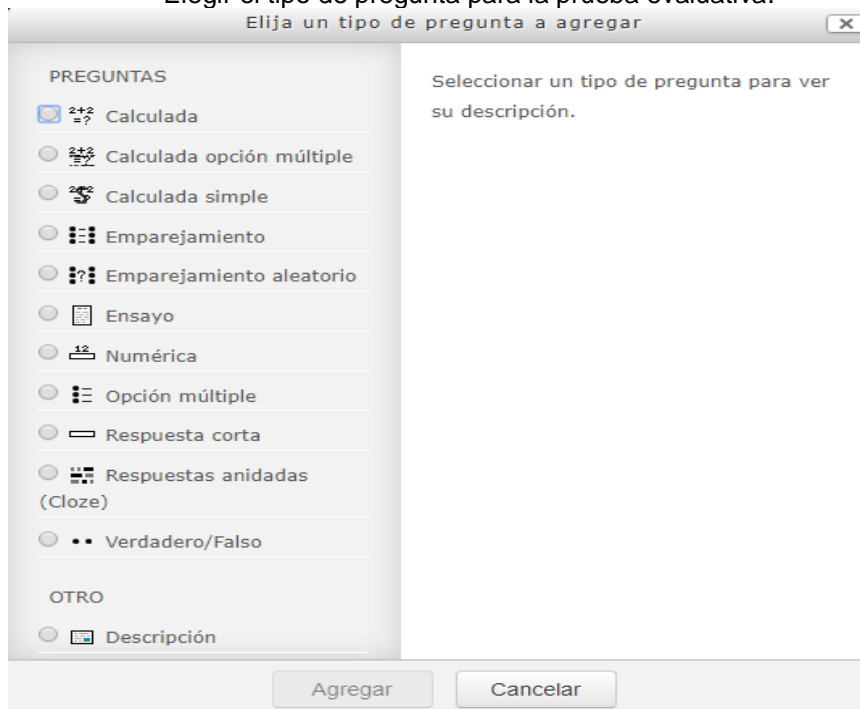 Elegir el tipo de pregunta para la prueba evaluativa.
Elija un tipo de pregunta a agregar
PREGUNTAS
Calculada
Calculada opción múltiple
Calculada simple
Emparejamiento
Emparejamiento aleatorio
Ensayo
Numérica
Opción múltiple
Respuesta corta
Respuestas anidadas
(Cloze)
Verdadero/Falso
OTRO
Descripción
Seleccionar un tipo de pregunta para ver
su descripción.
Agregar
Cancelar